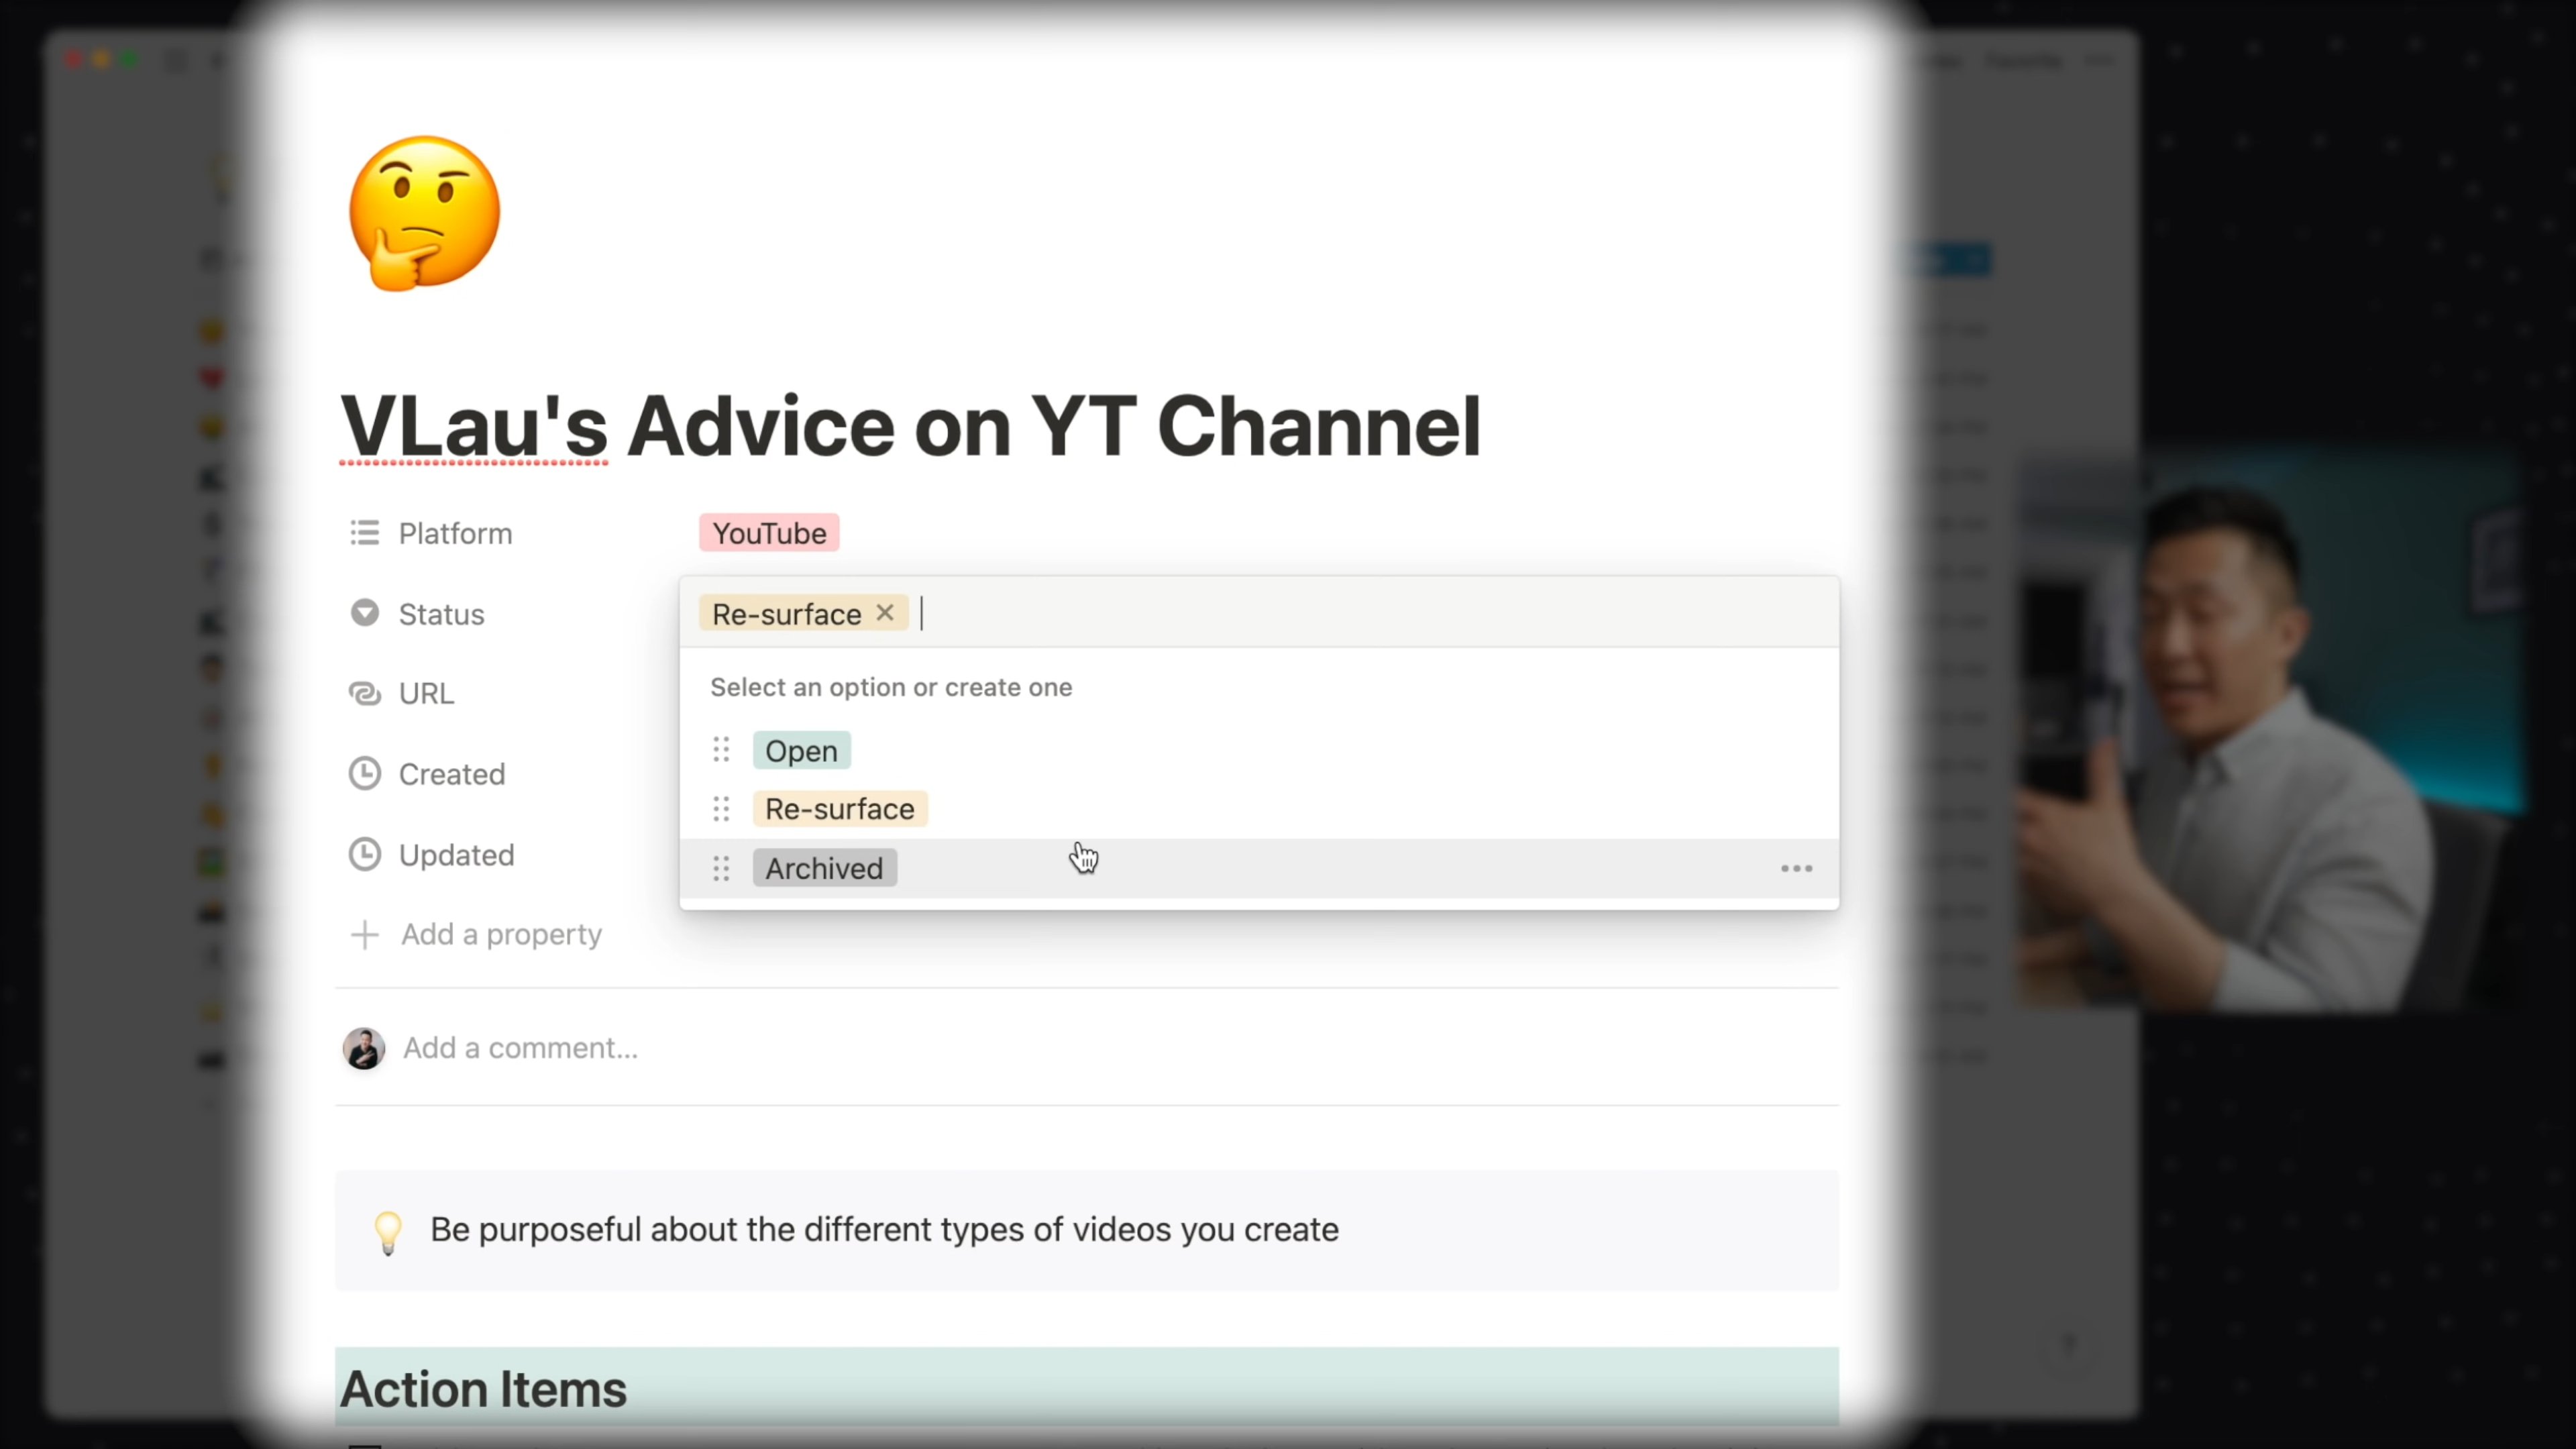 VLau's Advice on YT Channel
Platform YouTube
Status Re-surface
URL
Select an option or create one
Open
Created
Re-surface
Updated
Archived
Add a property
Add a comment...
Be purposeful about the different types of videos you create
Action Items